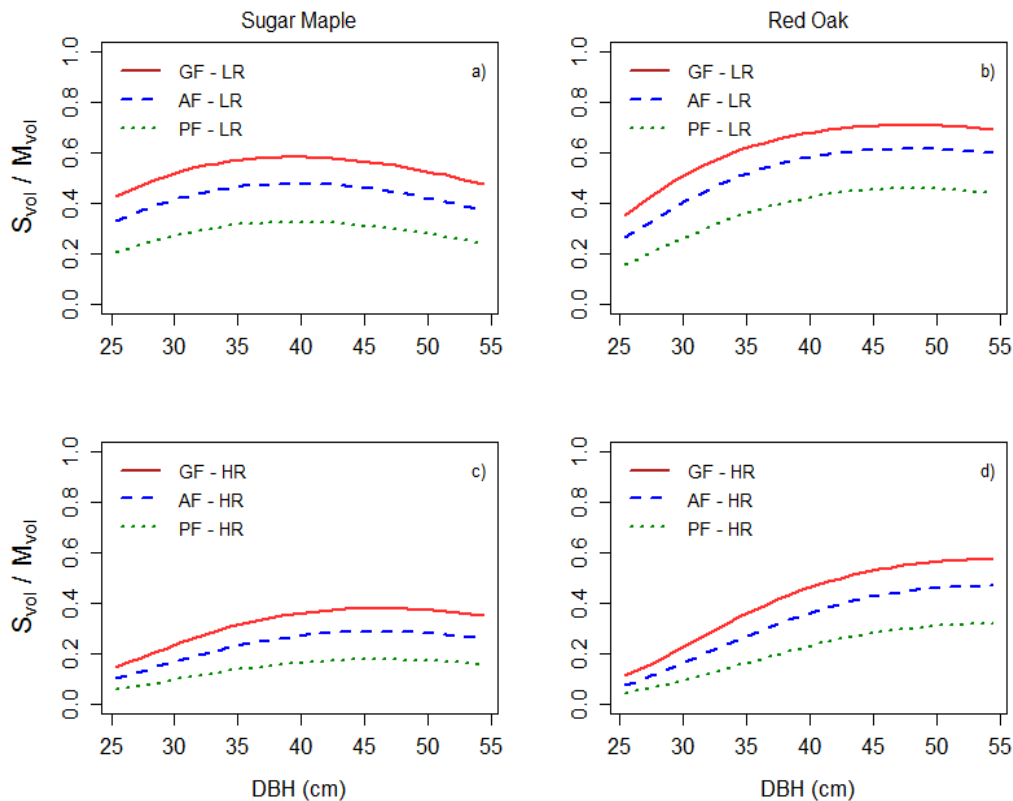 Sugar Maple
S_vol / M_vol
1.0
0.8
0.6
0.4
0.2
0.0
GF - LR
AF - LR
PF - LR
a)
25 30 35 40 45 50 55
Red Oak
1.0
0.8
0.6
0.4
0.2
0.0
GF - LR
AF - LR
PF - LR
b)
25 30 35 40 45 50 55
S_vol / M_vol
1.0
0.8
0.6
0.4
0.2
0.0
GF - HR
AF - HR
PF - HR
c)
25 30 35 40 45 50 55
DBH (cm)
1.0
0.8
0.6
0.4
0.2
0.0
GF - HR
AF - HR
PF - HR
d)
25 30 35 40 45 50 55
DBH (cm)